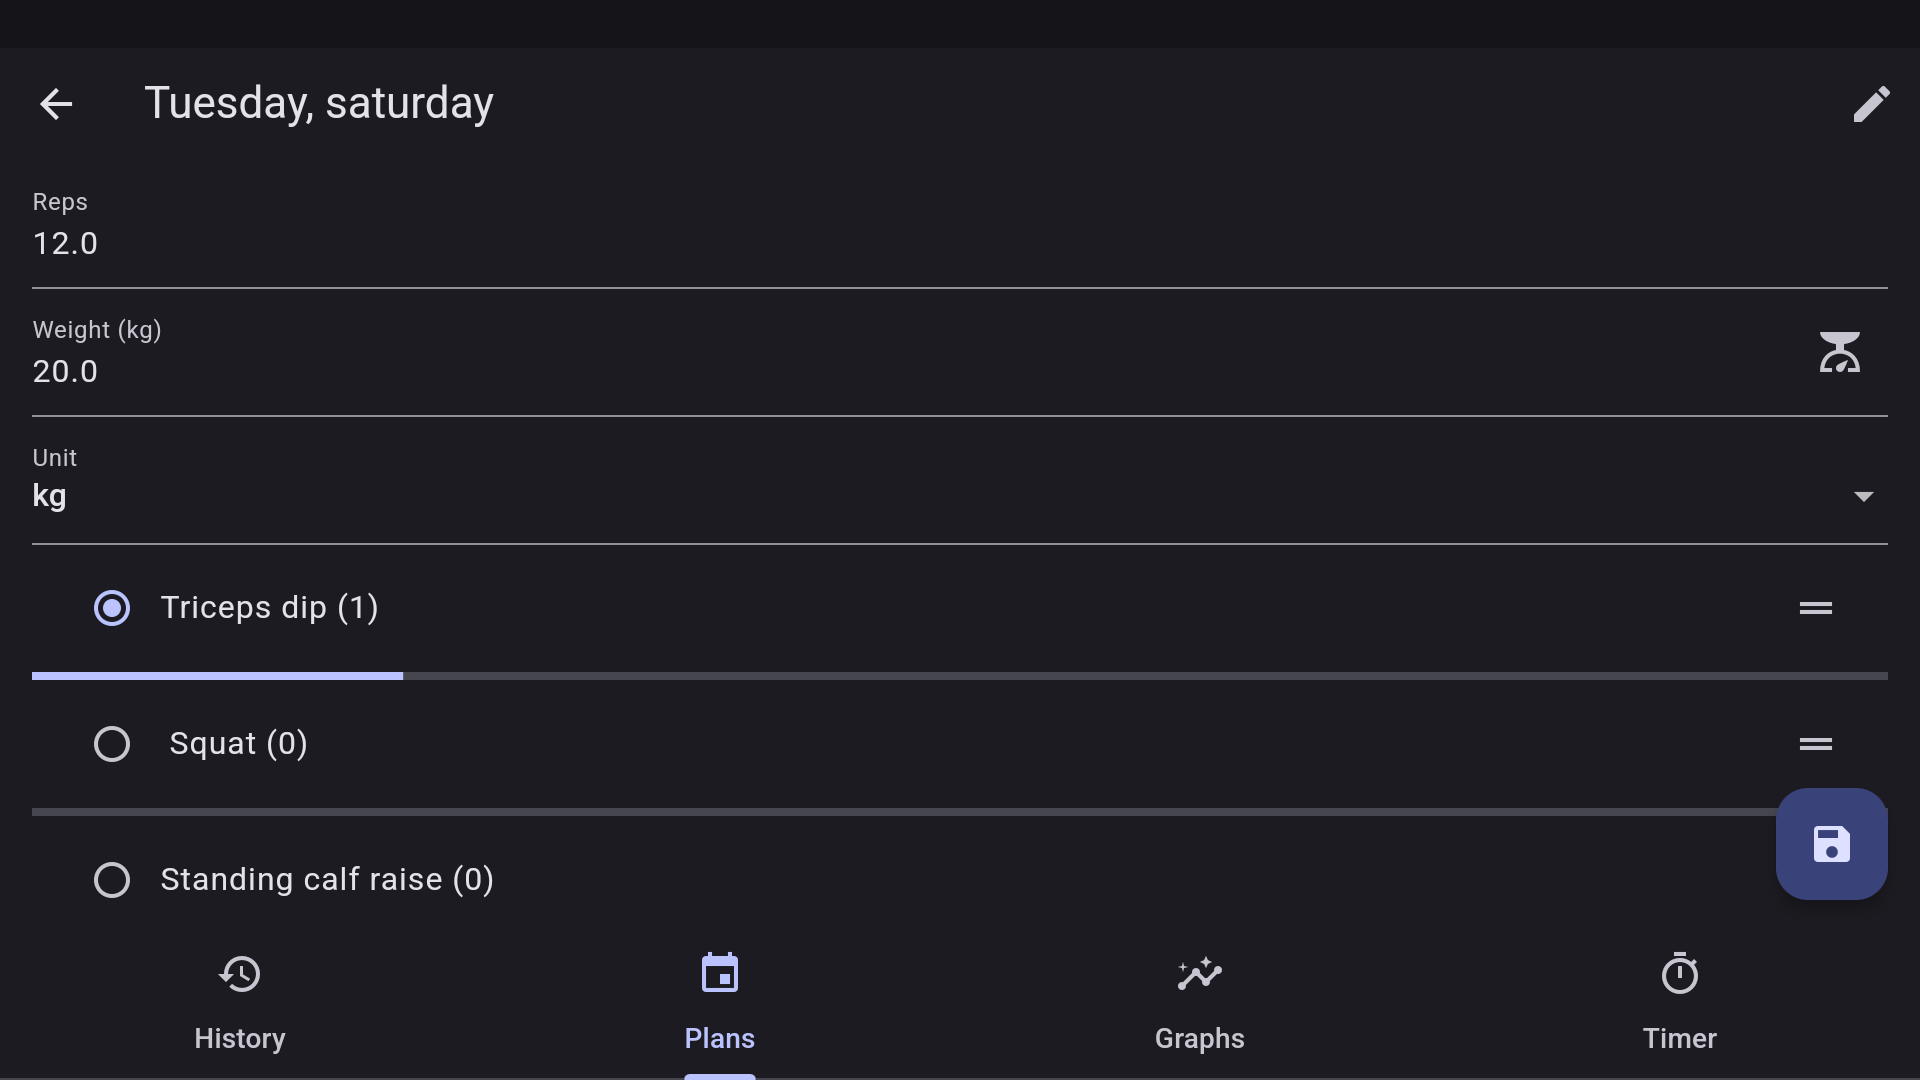 Tuesday, saturday
Reps
12.0
Weight (kg)
20.0
Unit
kg
Triceps dip (1)
Squat (0)
Standing calf raise (0)
History
Plans
Graphs
Timer